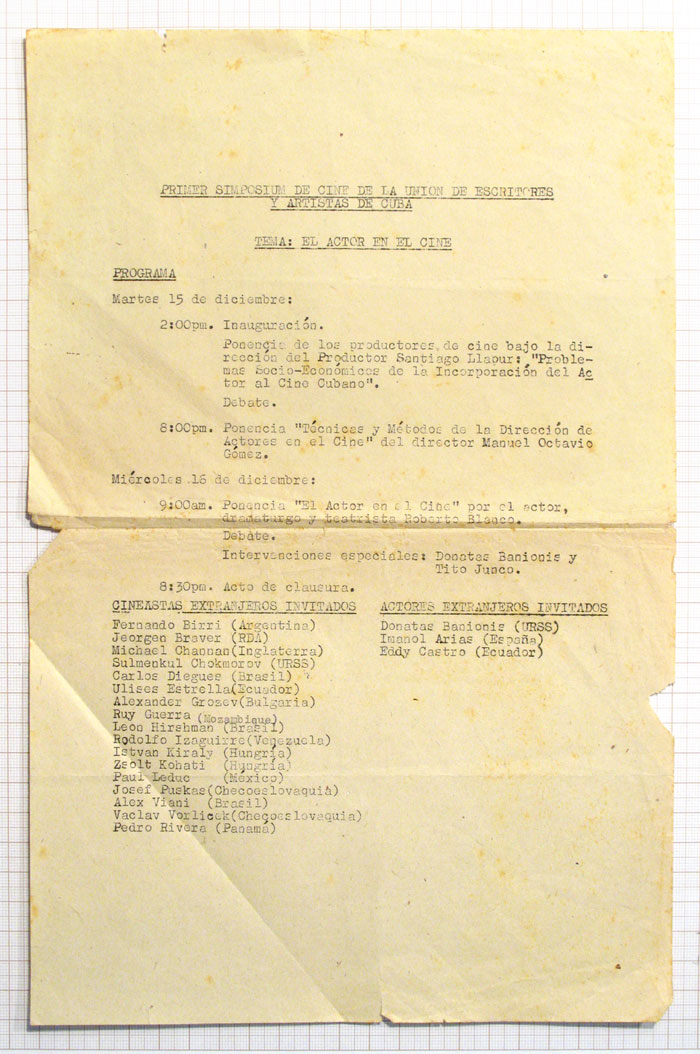 PRIMER SIMPOSIUM DE CINE DE LA UNION DE ESCRITORES
Y ARTISTAS DE CUBA
TEMA: EL ACTOR EN EL CINE
PROGRAMA
Martes 15 de diciembre:
2:00pm. Inauguración.
Ponencia de los productores de cine bajo la di-
rección del Productor Santiago Llapur: "Proble-
mas Socio-Económicos de la Incorporación del Ac
tor al Cine Cubano".
Debate.
8:00pm. Ponencia "Técnicas y Métodos de la Dirección de
Actores en el Cine" del director Manuel Octavio
Gómez.
Miércoles 16 de diciembre:
9:00am. Ponencia "El Actor en el Cine" por el actor,
dramaturgo y teatrista Roberto Blanco.
Debate.
Intervenciones especiales: Donatas Banionis y
Tito Junco.
8:30pm. Acto de clausura.
CINEASTAS EXTRANJEROS INVITADOS
Fernando Birri (Argentina)
Jeorgen Braver (RDA)
Michael Channan(Inglaterra)
Sulmenkul Chokmorov (URSS)
Carlos Diegues (Brasil)
Ulises Estrella(Ecuador)
Alexander Grozev(Bulgaria)
Ruy Guerra (Mozambique)
Leon Hirshman (Brasil)
Rodolfo Izaguirre(Venezuela)
Istvan Kiraly (Hungría)
Zsolt Kohati (Hungría)
Paul Leduc (México)
Josef Puskas(Checoeslovaquia)
Alex Viani (Brasil)
Vaclav Vorlicek(Checoeslovaquia)
Pedro Rivera (Panamá)
ACTORES EXTRANJEROS INVITADOS
Donatas Banionis (URSS)
Imanol Arias (España)
Eddy Castro (Ecuador)